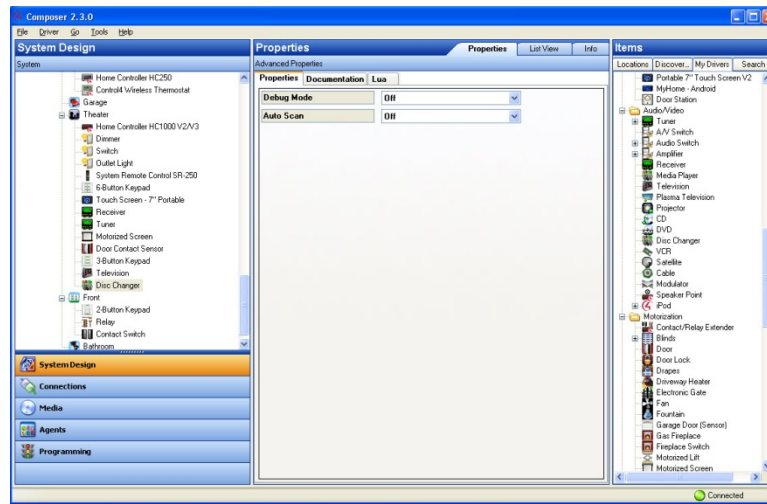 Composer 2.3.0
File Driver Go Tools Help
System Design
System
Home Controller HC250
Control4 Wireless Thermostat
Garage
Theater
Home Controller HC1000 V2/V3
Dimmer
Switch
Outlet Light
System Remote Control SR-250
6-Button Keypad
Touch Screen - 7" Portable
Receiver
Tuner
Motorized Screen
Door Contact Sensor
3-Button Keypad
Television
Disc Changer
Front
2-Button Keypad
Relay
Contact Switch
Bathroom
System Design
Connections
Media
Agents
Programming
Properties
Properties List View Info
Advanced Properties
Properties Documentation Lua
Debug Mode Off
Auto Scan Off
Items
Locations Discover... My Drivers Search
Portable 7" Touch Screen V2
MyHome - Android
Door Station
Audio/Video
Tuner
A/V Switch
Audio Switch
Amplifier
Receiver
Media Player
Television
Plasma Television
Projector
CD
DVD
Disc Changer
VCR
Satellite
Cable
Modulator
Speaker Point
iPod
Motorization
Contact/Relay Extender
Blinds
Door
Door Lock
Drapes
Driveway Heater
Electronic Gate
Fan
Fountain
Garage Door (Sensor)
Gas Fireplace
Fireplace Switch
Motorized Lift
Motorized Screen
Connected